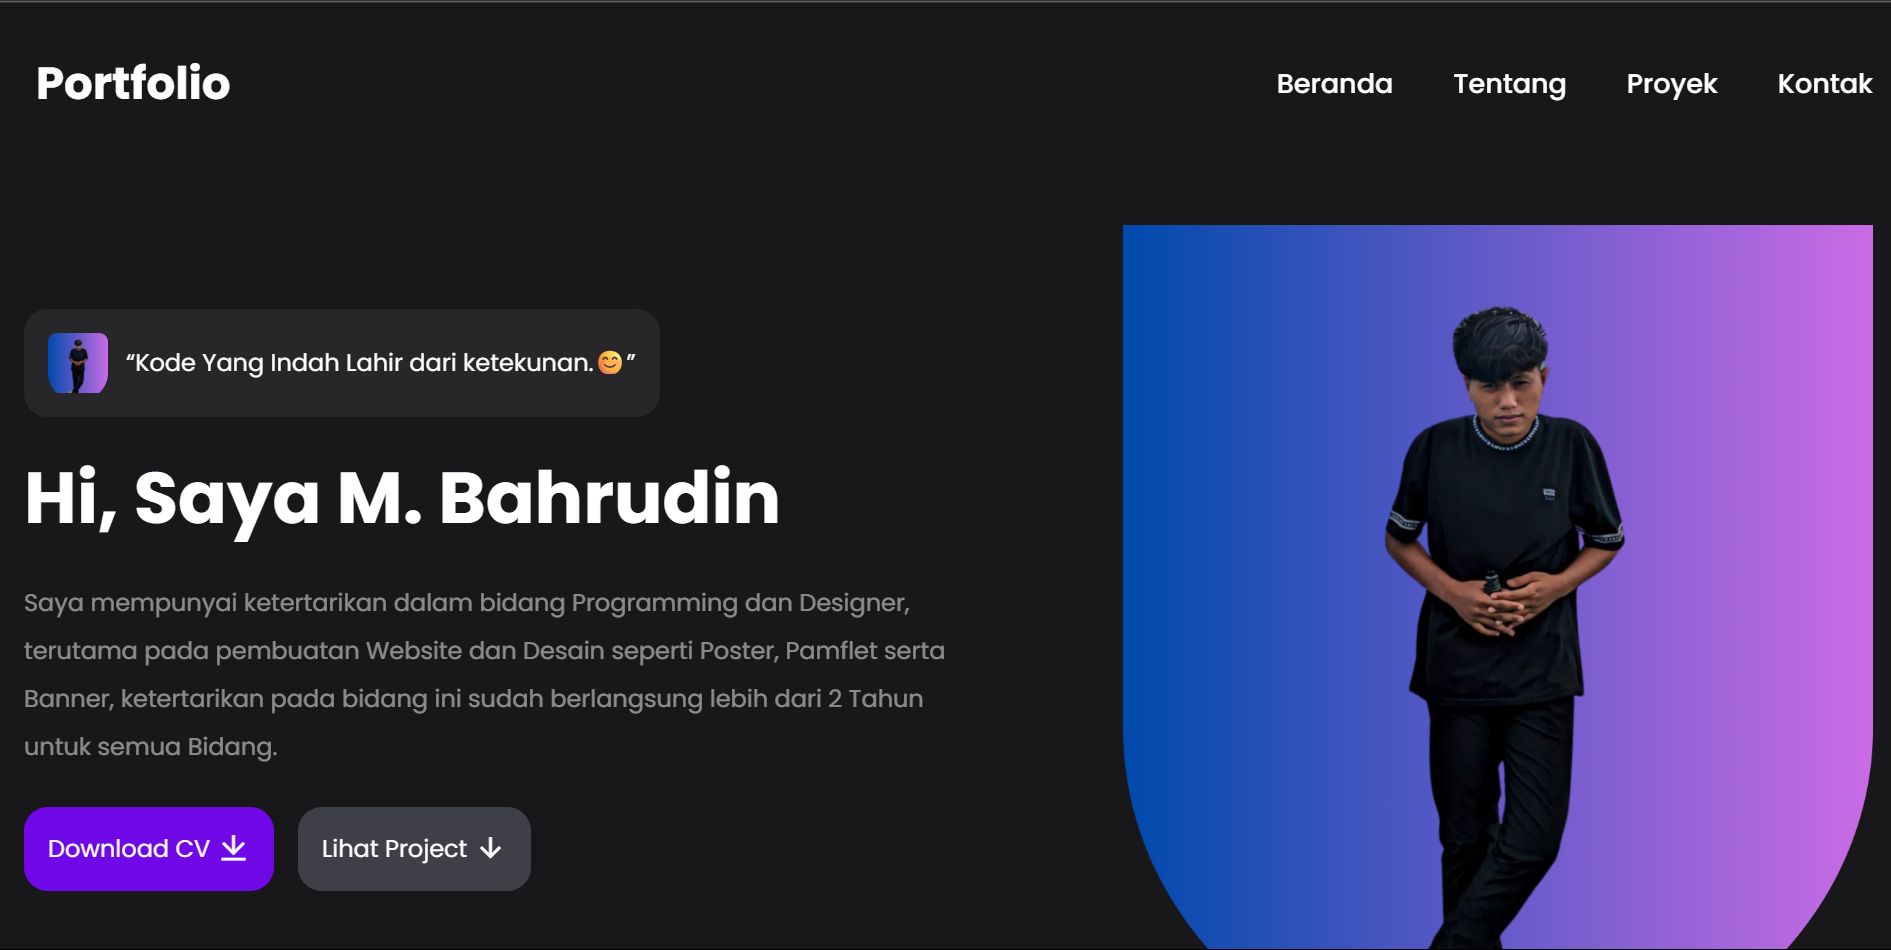 Portfolio
Beranda Tentang Proyek Kontak
“Kode Yang Indah Lahir dari ketekunan.😊”
Hi, Saya M. Bahrudin
Saya mempunyai ketertarikan dalam bidang Programming dan Designer,
terutama pada pembuatan Website dan Desain seperti Poster, Pamflet serta
Banner, ketertarikan pada bidang ini sudah berlangsung lebih dari 2 Tahun
untuk semua Bidang.
Download CV
Lihat Project